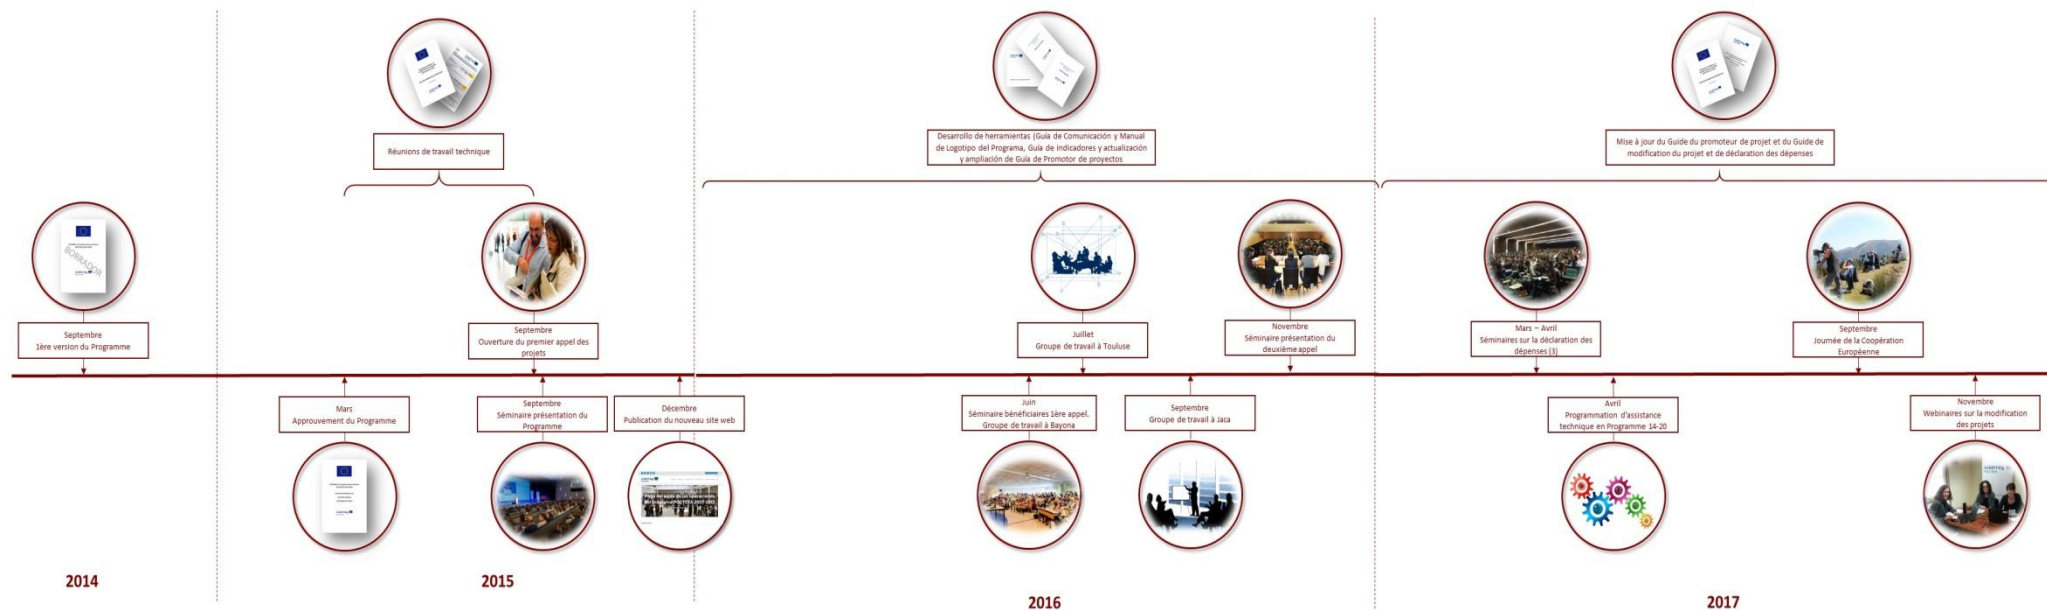 Réunions de travail technique
Desarrollo de herramientas (Guía de Comunicación y Manual
de Logotipo del Programa, Guía de indicadores y actualización
y ampliación de Guía de Promotor de proyectos
Mise à jour du Guide du promoteur de projet et du Guide de
modification du projet et de déclaration des dépenses
BORRADOR
Septembre
1ère version du Programme
Septembre
Ouverture du premier appel des
projets
Juillet
Groupe de travail à Touluse
Novembre
Séminaire présentation du
deuxième appel
Mars – Avril
Séminaires sur la déclaration des
dépenses (3)
Septembre
Journée de la Coopération
Européenne
Mars
Approuvement du Programme
Septembre
Séminaire présentation du
Programme
Décembre
Publication du nouveau site web
Juin
Séminaire bénéficiaires 1ère appel.
Groupe de travail à Bayona
Septembre
Groupe de travail à Jaca
Avril
Programmation d'assistance
technique en Programme 14-20
Novembre
Webinaires sur la modification
des projets
2014
2015
2016
2017